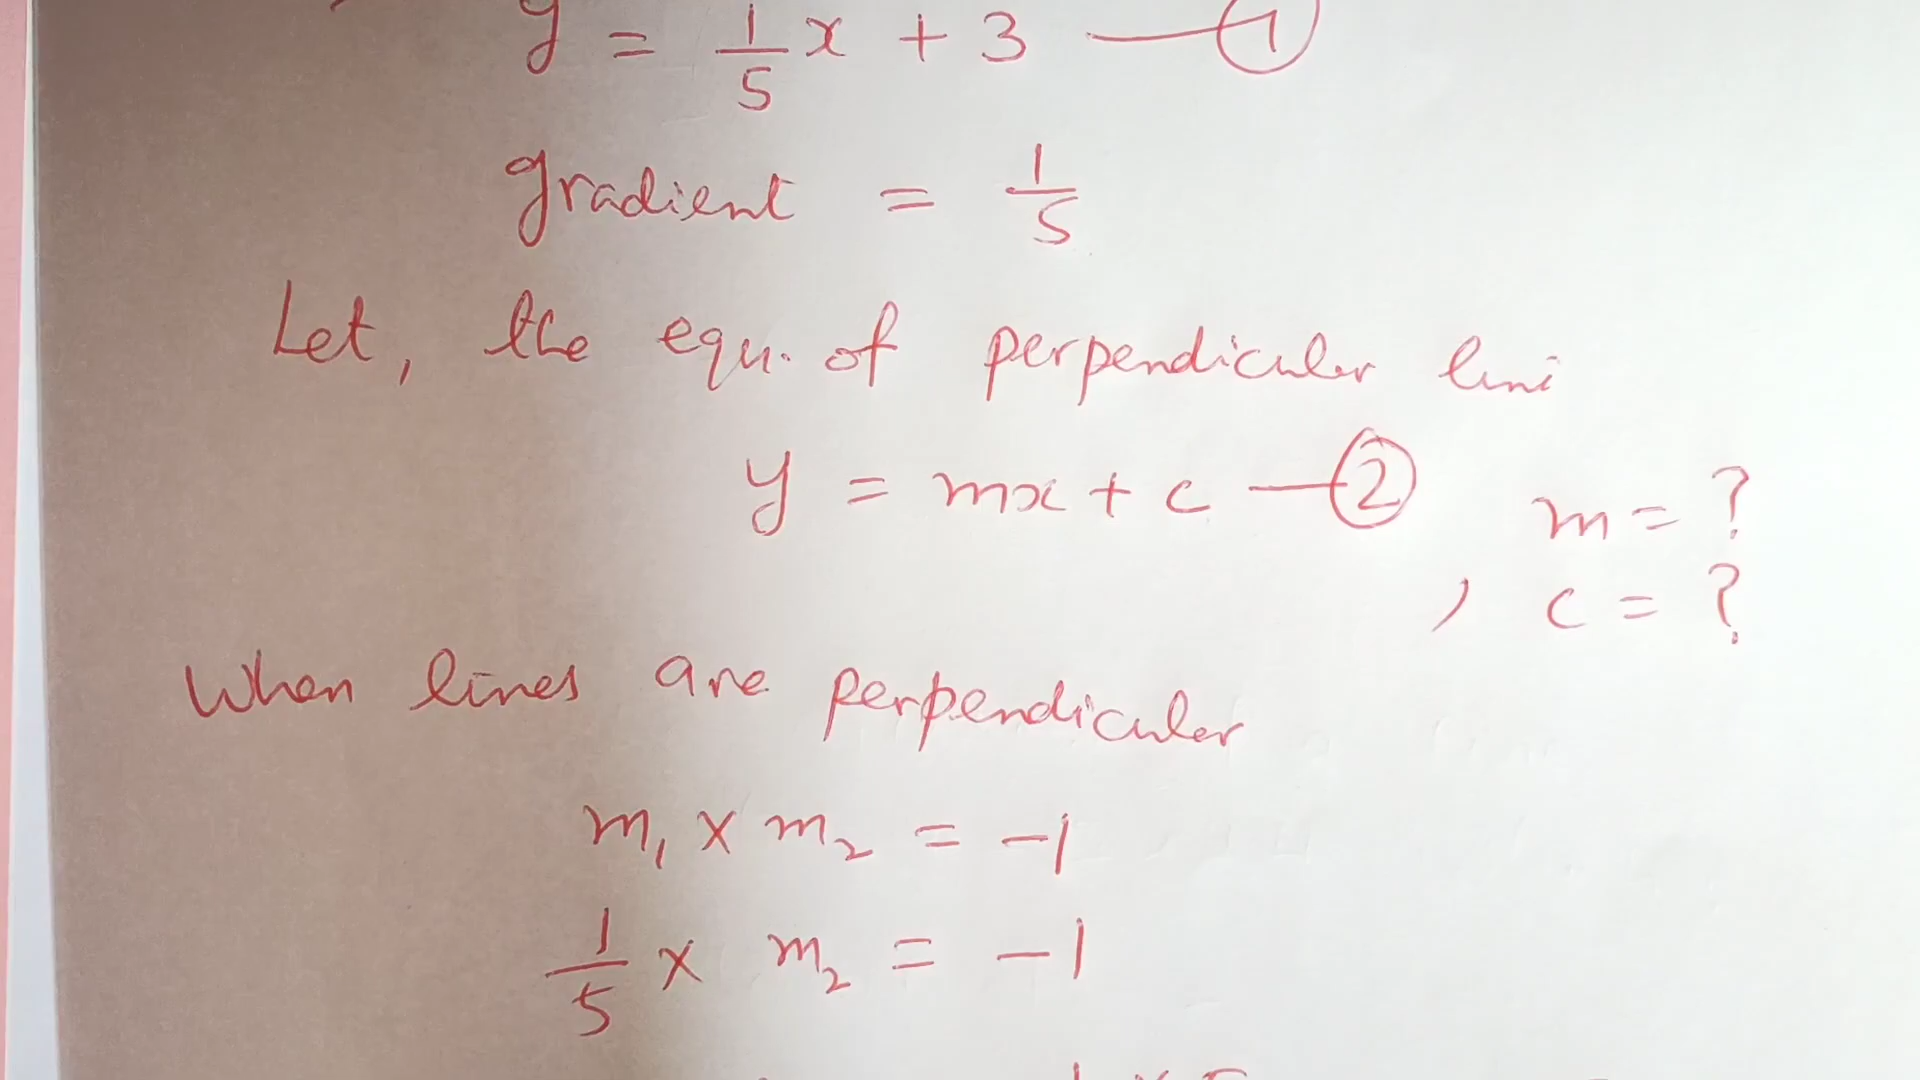 y = 1/5 x + 3 — 1
gradient = 1/5
Let, the equ. of perpendicular line
y = mx + c — 2
m = ?
, c = ?
When lines are perpendicular
m₁ × m₂ = -1
1/5 × m₂ = -1